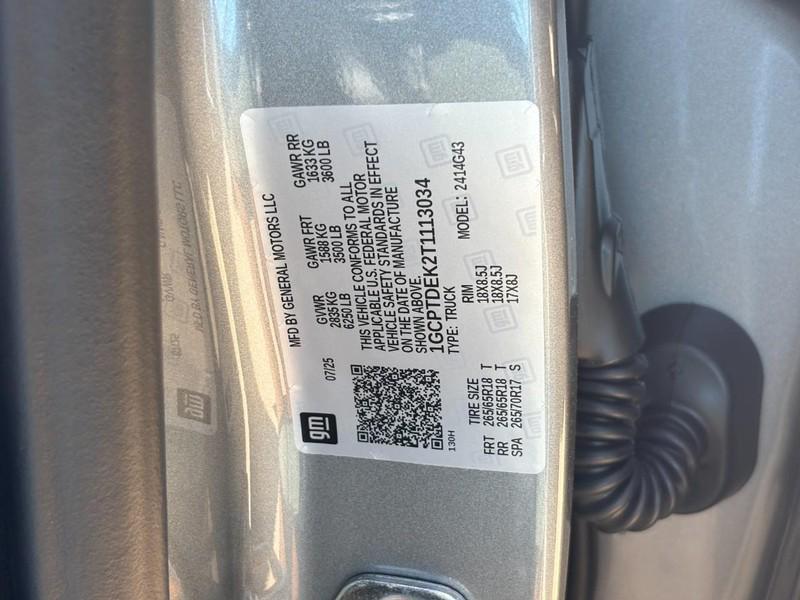 MFD BY GENERAL MOTORS LLC
07/25
GVWR GAWR FRT GAWR RR
2835 KG 1588 KG 1633 KG
6250 LB 3500 LB 3600 LB
THIS VEHICLE CONFORMS TO ALL
APPLICABLE U.S. FEDERAL MOTOR
VEHICLE SAFETY STANDARDS IN EFFECT
ON THE DATE OF MANUFACTURE
SHOWN ABOVE.
1GCPTDEK2T1113034
TYPE: TRUCK MODEL: 2414G43
gm
130H
TIRE SIZE RIM
FRT 265/65R18 T 18X8.5J
RR 265/65R18 T 18X8.5J
SPA 265/70R17 S 17X8J